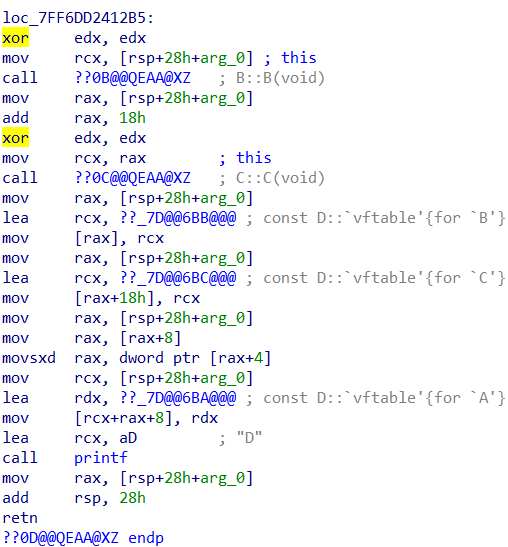 loc_7FF6DD2412B5:
xor     edx, edx
mov     rcx, [rsp+28h+arg_0] ; this
call    ??0B@@QEAA@XZ   ; B::B(void)
mov     rax, [rsp+28h+arg_0]
add     rax, 18h
xor     edx, edx
mov     rcx, rax        ; this
call    ??0C@@QEAA@XZ   ; C::C(void)
mov     rax, [rsp+28h+arg_0]
lea     rcx, ??_7D@@6BB@@@ ; const D::`vftable'{for `B'}
mov     [rax], rcx
mov     rax, [rsp+28h+arg_0]
lea     rcx, ??_7D@@6BC@@@ ; const D::`vftable'{for `C'}
mov     [rax+18h], rcx
mov     rax, [rsp+28h+arg_0]
mov     rax, [rax+8]
movsxd  rax, dword ptr [rax+4]
mov     rcx, [rsp+28h+arg_0]
lea     rdx, ??_7D@@6BA@@@ ; const D::`vftable'{for `A'}
mov     [rcx+rax+8], rdx
lea     rcx, aD         ; "D"
call    printf
mov     rax, [rsp+28h+arg_0]
add     rsp, 28h
retn
??0D@@QEAA@XZ endp